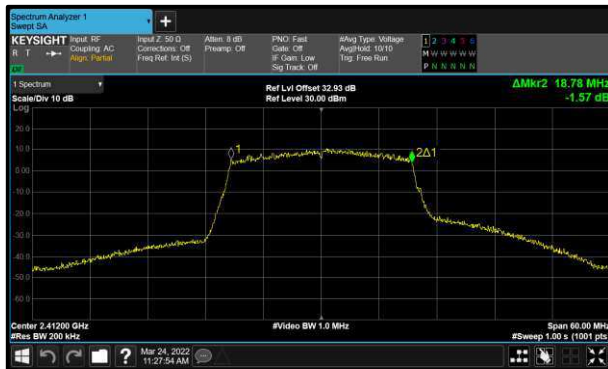 Spectrum Analyzer 1
Swept SA
+
KEYSIGHT
R T
Input: RF
Coupling: AC
Align: Partial
Input Z: 50 Ω
Corrections: Off
Freq Ref: Int (S)
Atten: 8 dB
Preamp: Off
PNO: Fast
Gate: Off
IF Gain: Low
Sig Track: Off
#Avg Type: Voltage
Avg|Hold: 10/10
Trig: Free Run
1 2 3 4 5 6
M W W W W W
P N N N N N
1 Spectrum
Scale/Div 10 dB
Ref Lvl Offset 32.93 dB
Ref Level 30.00 dBm
ΔMkr2 18.78 MHz
-1.57 dB
Log
20.0
10.0
0.00
-10.0
-20.0
-30.0
-40.0
-50.0
-60.0
1
2Δ1
Center 2.41200 GHz
#Res BW 200 kHz
#Video BW 1.0 MHz
Span 60.00 MHz
#Sweep 1.00 s (1001 pts)
?
Mar 24, 2022
11:27:54 AM